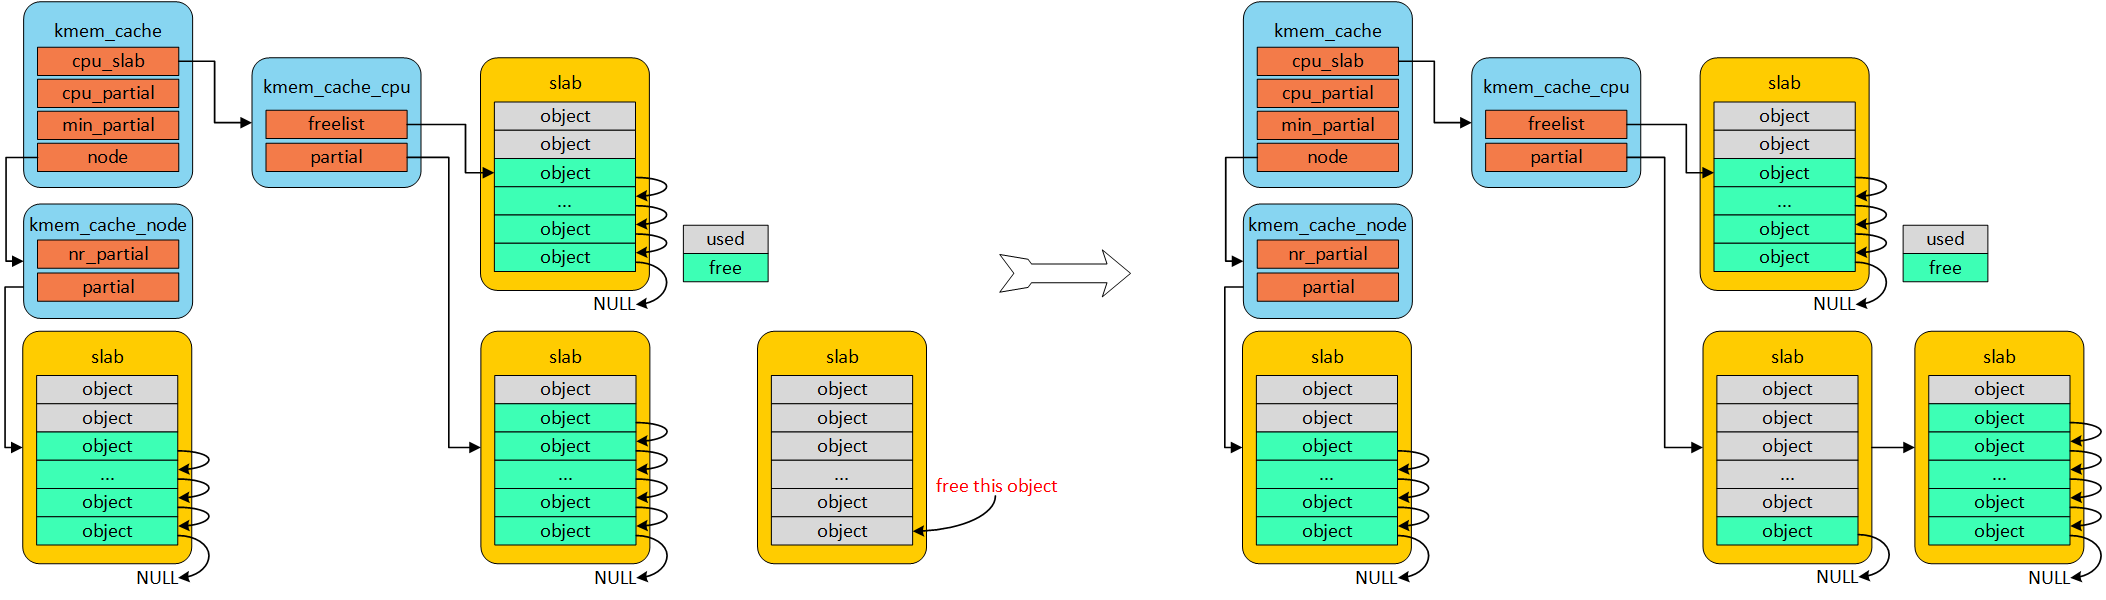 kmem_cache
cpu_slab
cpu_partial
min_partial
node
kmem_cache_node
nr_partial
partial
slab
object
object
object
...
object
object
NULL
kmem_cache_cpu
freelist
partial
slab
object
object
object
...
object
object
NULL
used
free
slab
object
object
object
...
object
object
NULL
slab
object
object
object
...
object
object
free this object
kmem_cache
cpu_slab
cpu_partial
min_partial
node
kmem_cache_node
nr_partial
partial
slab
object
object
object
...
object
object
NULL
kmem_cache_cpu
freelist
partial
slab
object
object
object
...
object
object
NULL
used
free
slab
object
object
object
...
object
object
NULL
slab
object
object
object
...
object
object
NULL